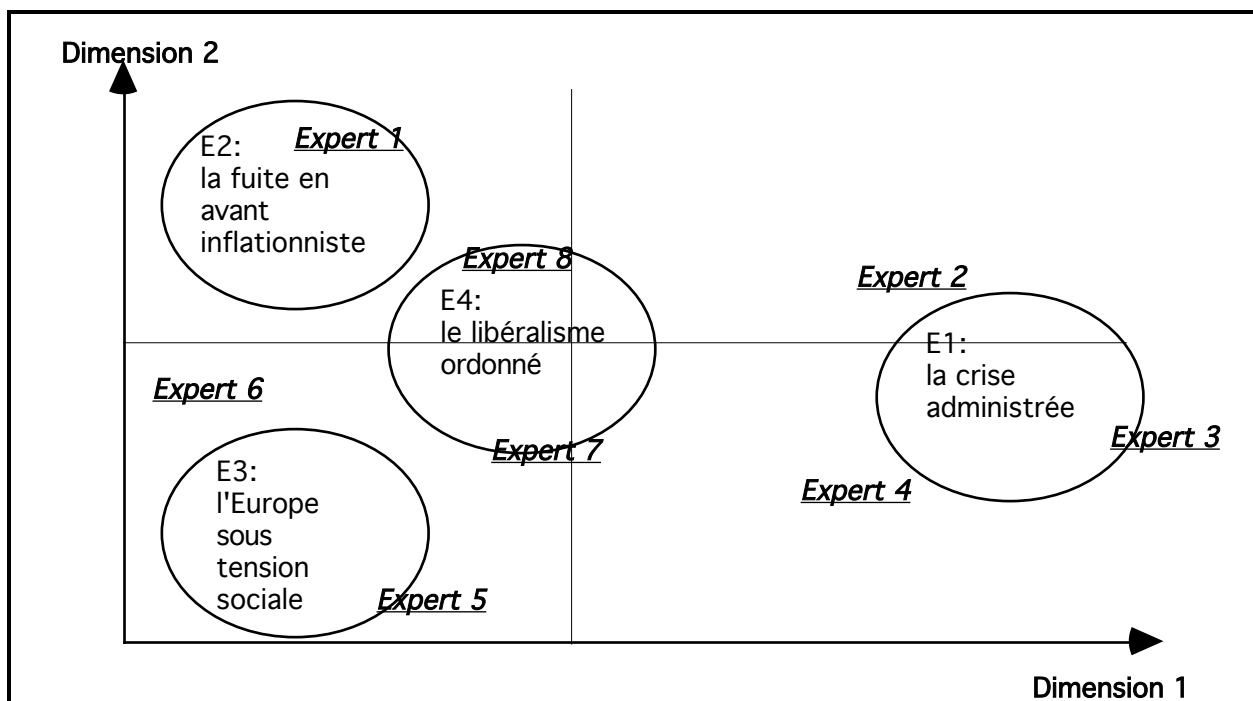 Dimension 2
E2:
Expert 1
la fuite en
avant
inflationniste
Expert 8
Expert 2
E4:
le libéralisme
ordonné
E1:
la crise
administrée
Expert 6
Expert 3
Expert 7
E3:
l'Europe
sous
tension
sociale
Expert 4
Expert 5
Dimension 1